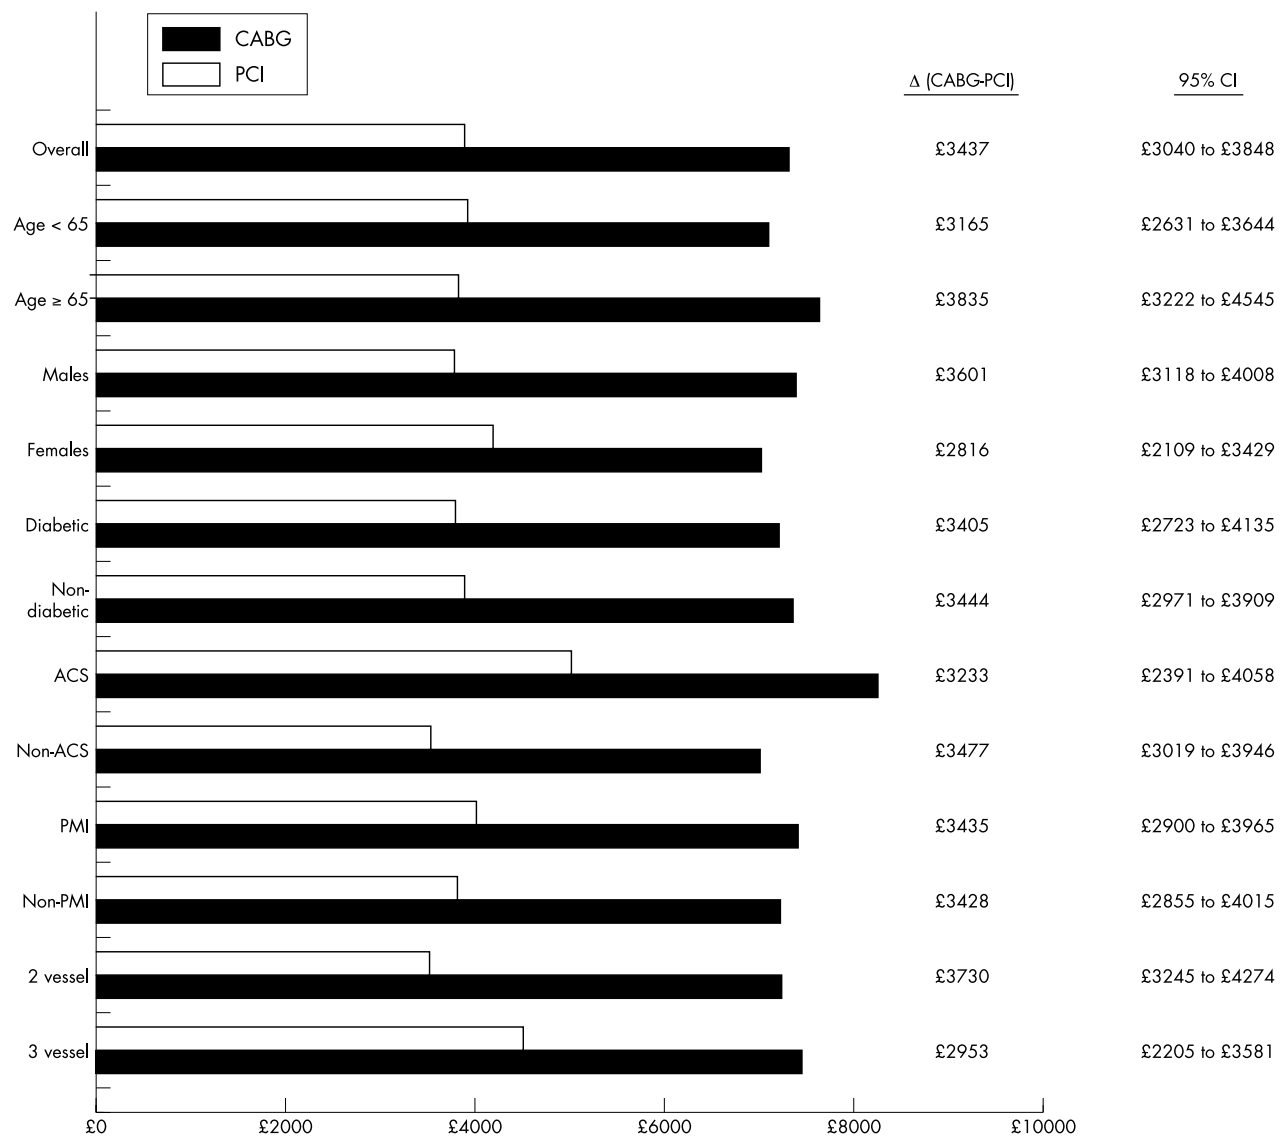 CABG
PCI
Δ (CABG-PCI) 95% CI
Overall £3437 £3040 to £3848
Age < 65 £3165 £2631 to £3644
Age ≥ 65 £3835 £3222 to £4545
Males £3601 £3118 to £4008
Females £2816 £2109 to £3429
Diabetic £3405 £2723 to £4135
Non-
diabetic £3444 £2971 to £3909
ACS £3233 £2391 to £4058
Non-ACS £3477 £3019 to £3946
PMI £3435 £2900 to £3965
Non-PMI £3428 £2855 to £4015
2 vessel £3730 £3245 to £4274
3 vessel £2953 £2205 to £3581
£0 £2000 £4000 £6000 £8000 £10000